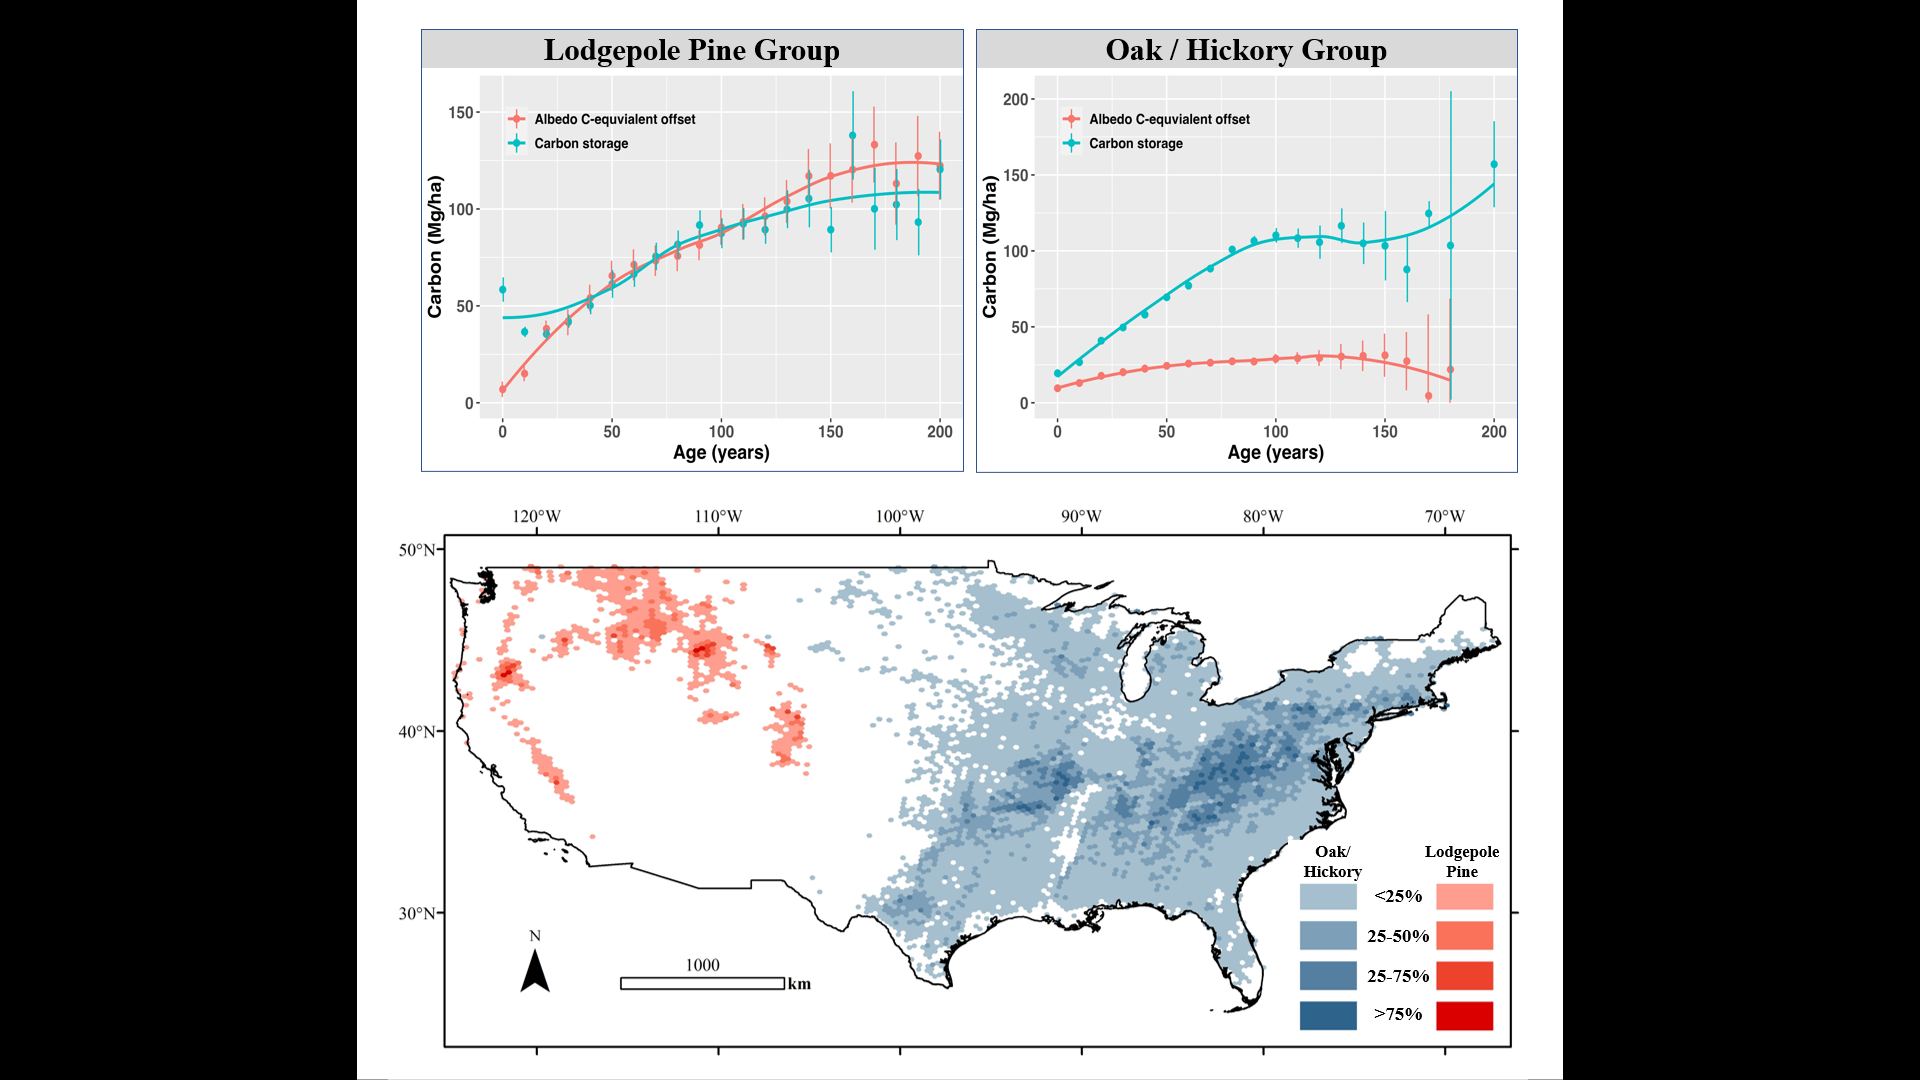 Lodgepole Pine Group
Oak / Hickory Group
150
100
50
0
Carbon (Mg/ha)
Albedo C-equvialent offset
Carbon storage
0 50 100 150 200
Age (years)
200
150
100
50
0
Carbon (Mg/ha)
Albedo C-equvialent offset
Carbon storage
0 50 100 150 200
Age (years)
120°W 110°W 100°W 90°W 80°W 70°W
50°N
40°N
30°N
N
1000
km
Oak/ Lodgepole
Hickory Pine
<25%
25-50%
25-75%
>75%